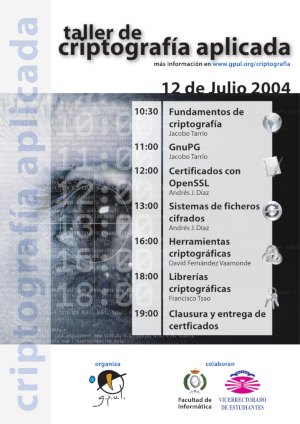 criptografía aplicada
taller de
criptografía aplicada
más información en www.gpul.org/criptografia
12 de Julio 2004
10:30 Fundamentos de
criptografía
Jacobo Tarrío
11:00 GnuPG
Jacobo Tarrío
12:00 Certificados con
OpenSSL
Andrés J. Díaz
13:00 Sistemas de ficheros
cifrados
Andrés J. Díaz
16:00 Herramientas
criptográficas
David Fernández Vaamonde
18:00 Librerías
criptográficas
Francisco Tsao
19:00 Clausura y entrega de
certficados
organiza
colaboran
g.p.u.l.
Facultad de
Informática
VICERRECTORADO
DE ESTUDIANTES